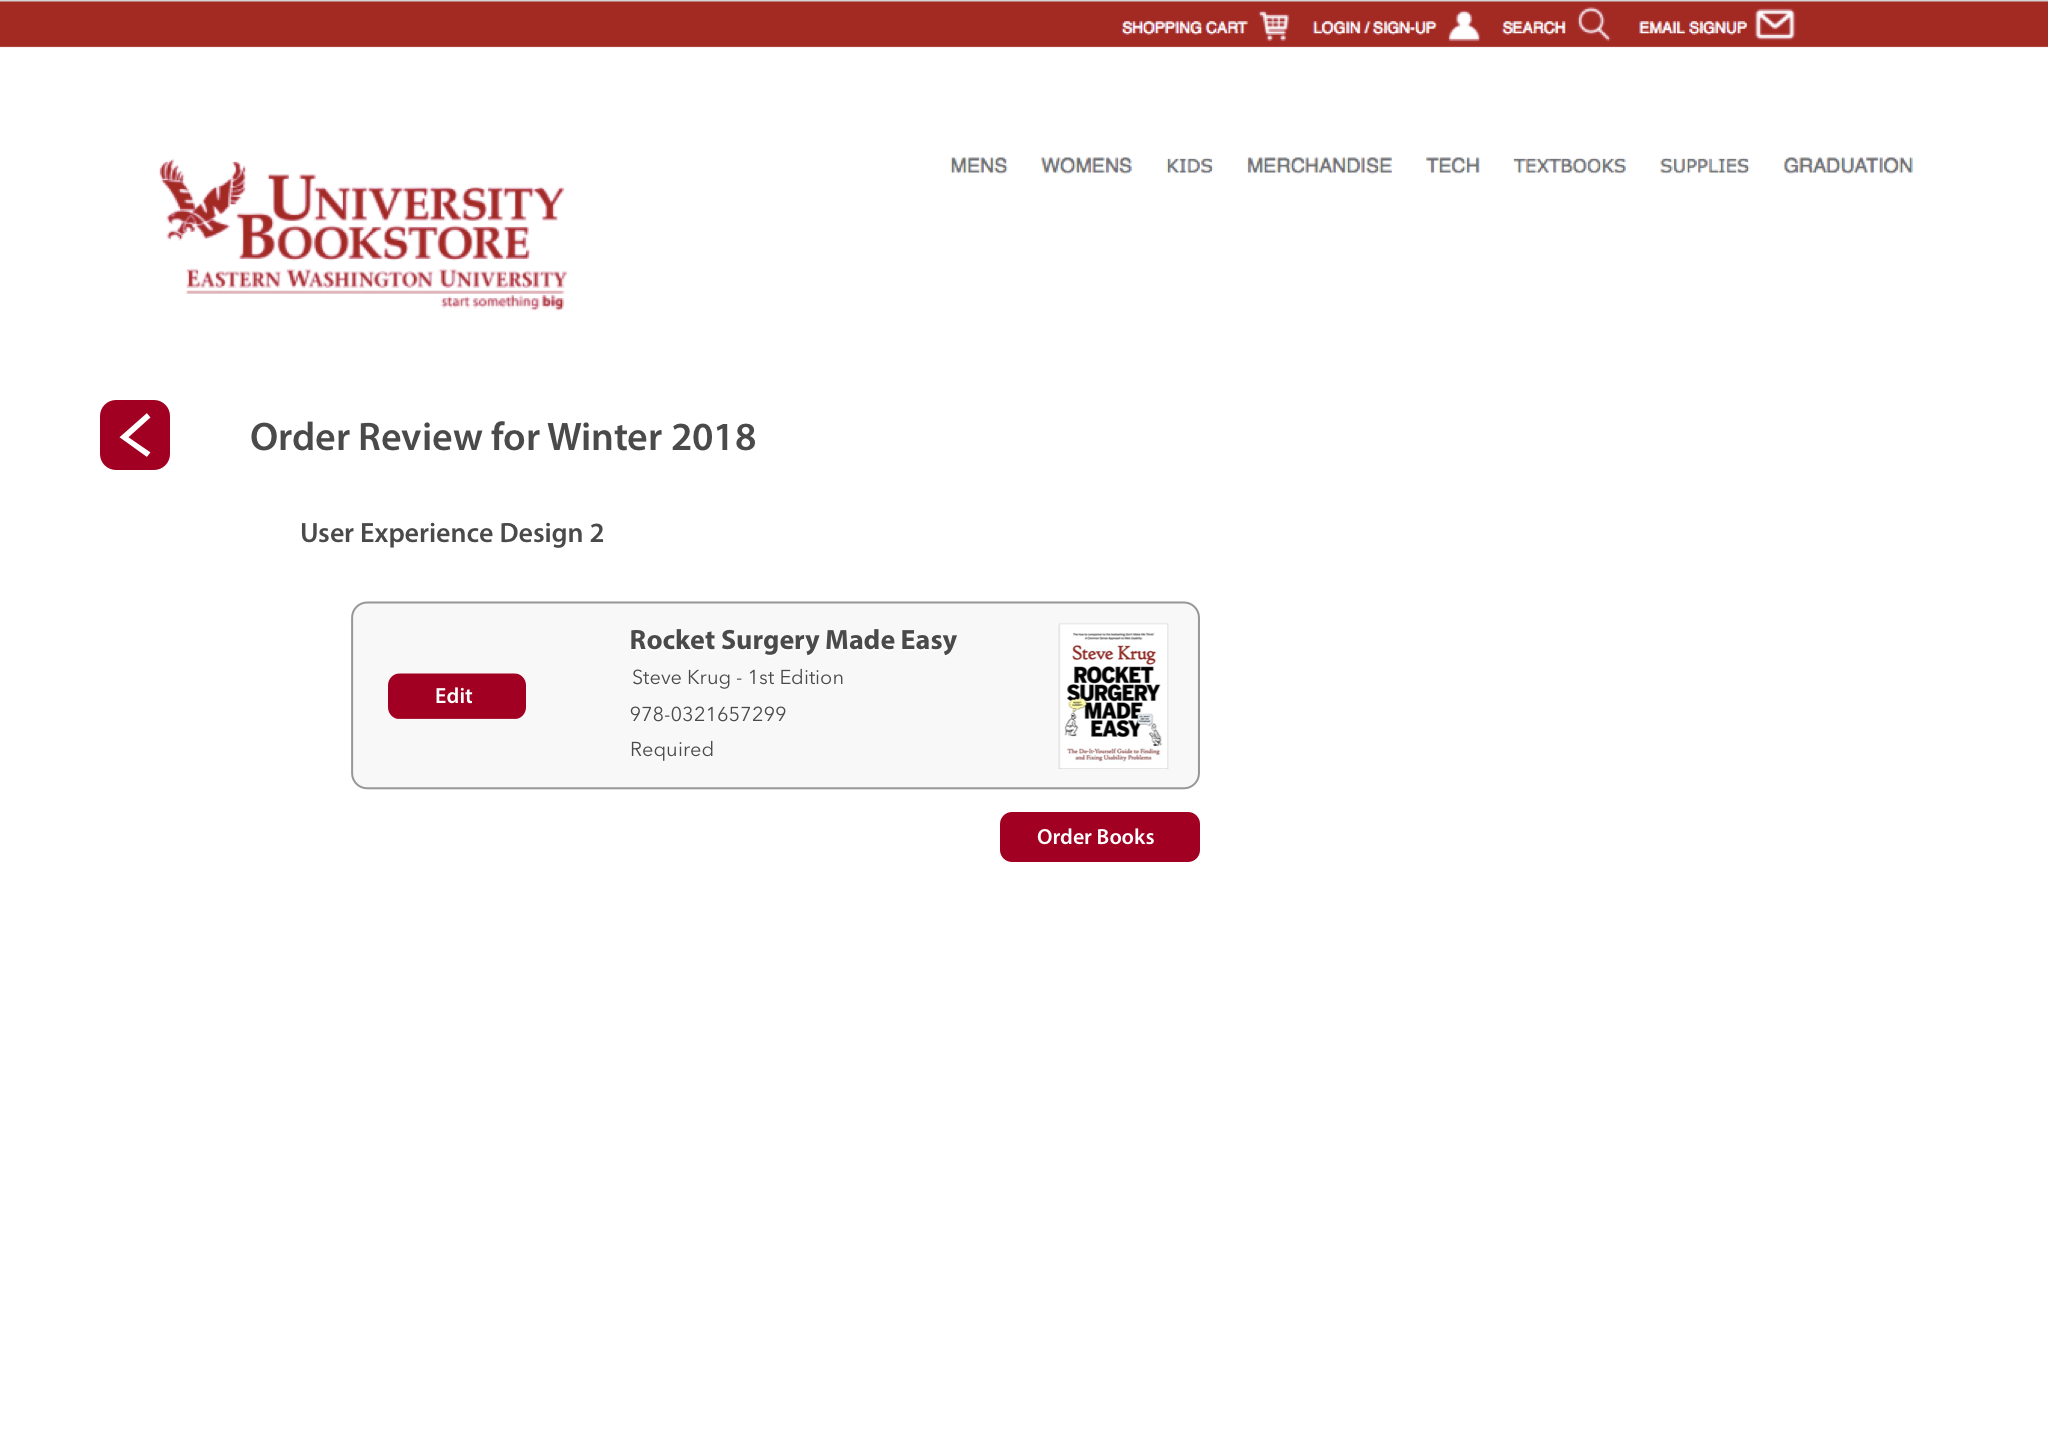 SHOPPING CART LOGIN / SIGN-UP SEARCH EMAIL SIGNUP
MENS WOMENS KIDS MERCHANDISE TECH TEXTBOOKS SUPPLIES GRADUATION
UNIVERSITY
BOOKSTORE
EASTERN WASHINGTON UNIVERSITY
start something big
Order Review for Winter 2018
User Experience Design 2
Edit
Rocket Surgery Made Easy
Steve Krug - 1st Edition
978-0321657299
Required
Steve Krug
ROCKET
SURGERY
MADE
EASY
The Do-It-Yourself Guide to Finding
and Fixing Usability Problems
Order Books